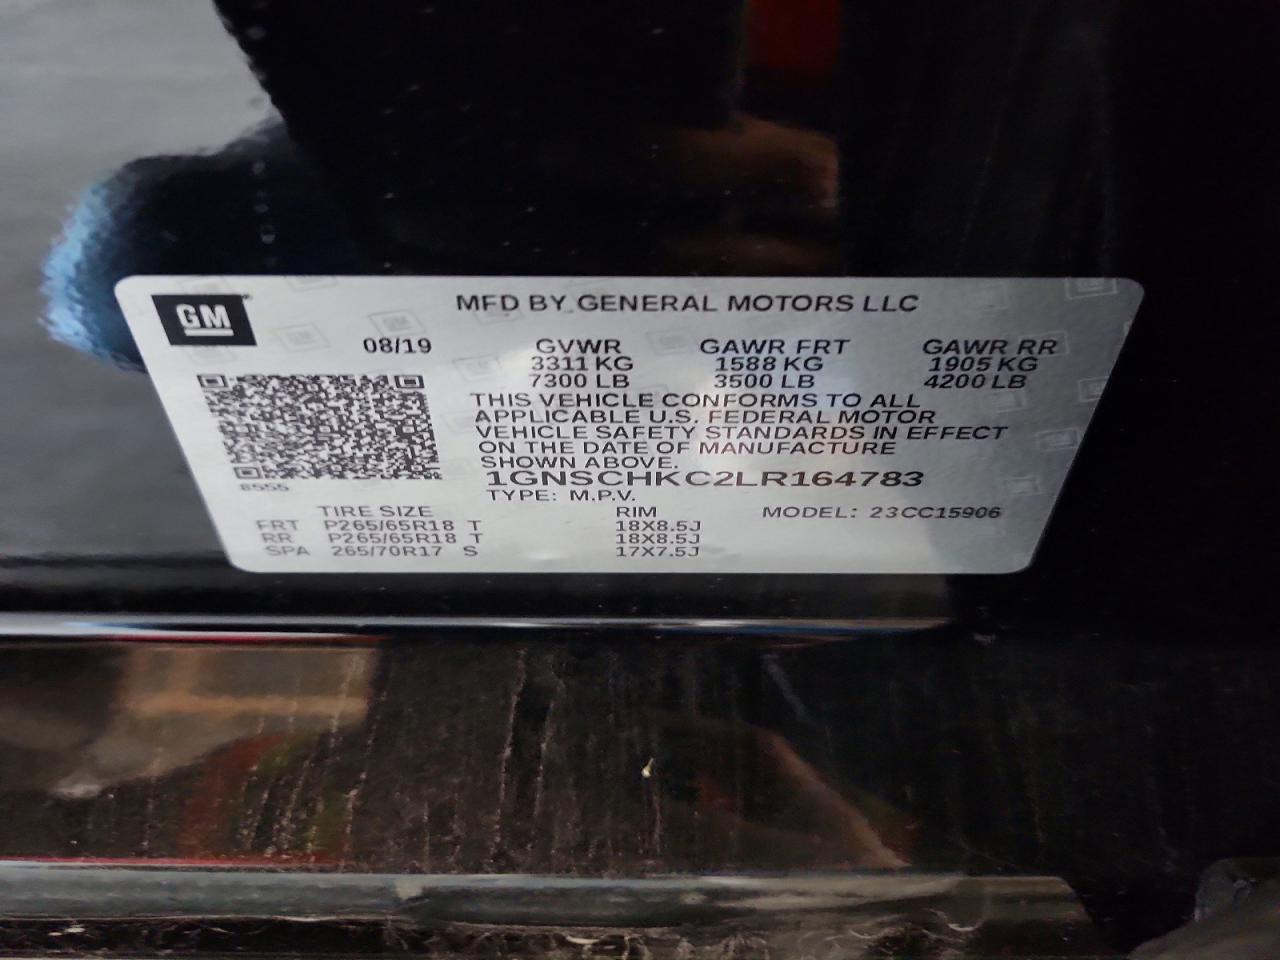 GM
MFD BY GENERAL MOTORS LLC
08/19 GVWR GAWR FRT GAWR RR
3311 KG 1588 KG 1905 KG
7300 LB 3500 LB 4200 LB
THIS VEHICLE CONFORMS TO ALL
APPLICABLE U.S. FEDERAL MOTOR
VEHICLE SAFETY STANDARDS IN EFFECT
ON THE DATE OF MANUFACTURE
SHOWN ABOVE.
8555
1GNSCHKC2LR164783
TYPE: M.P.V.
TIRE SIZE RIM MODEL: 23CC15906
FRT P265/65R18 T 18X8.5J
RR P265/65R18 T 18X8.5J
SPA 265/70R17 S 17X7.5J